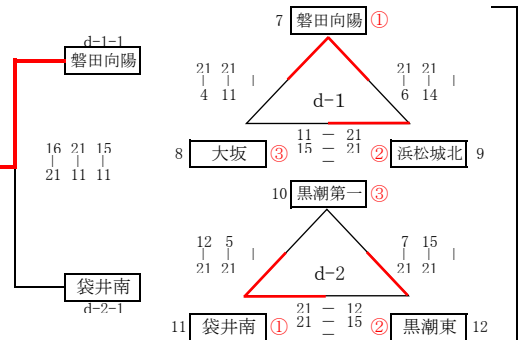 7 磐田向陽 ①
d-1-1
磐田向陽
21 21 |
| |
4 11
21 21 |
| |
6 14
d-1
11 － 21
15 － 21
－
8 大坂 ③
② 浜松城北 9
16 21 15
| | |
21 11 11
10 黒潮第一 ③
12 5 |
| |
21 21
7 15 |
| |
21 21
d-2
袋井南
d-2-1
21 － 12
21 － 15
－
11 袋井南 ①
② 黒潮東 12